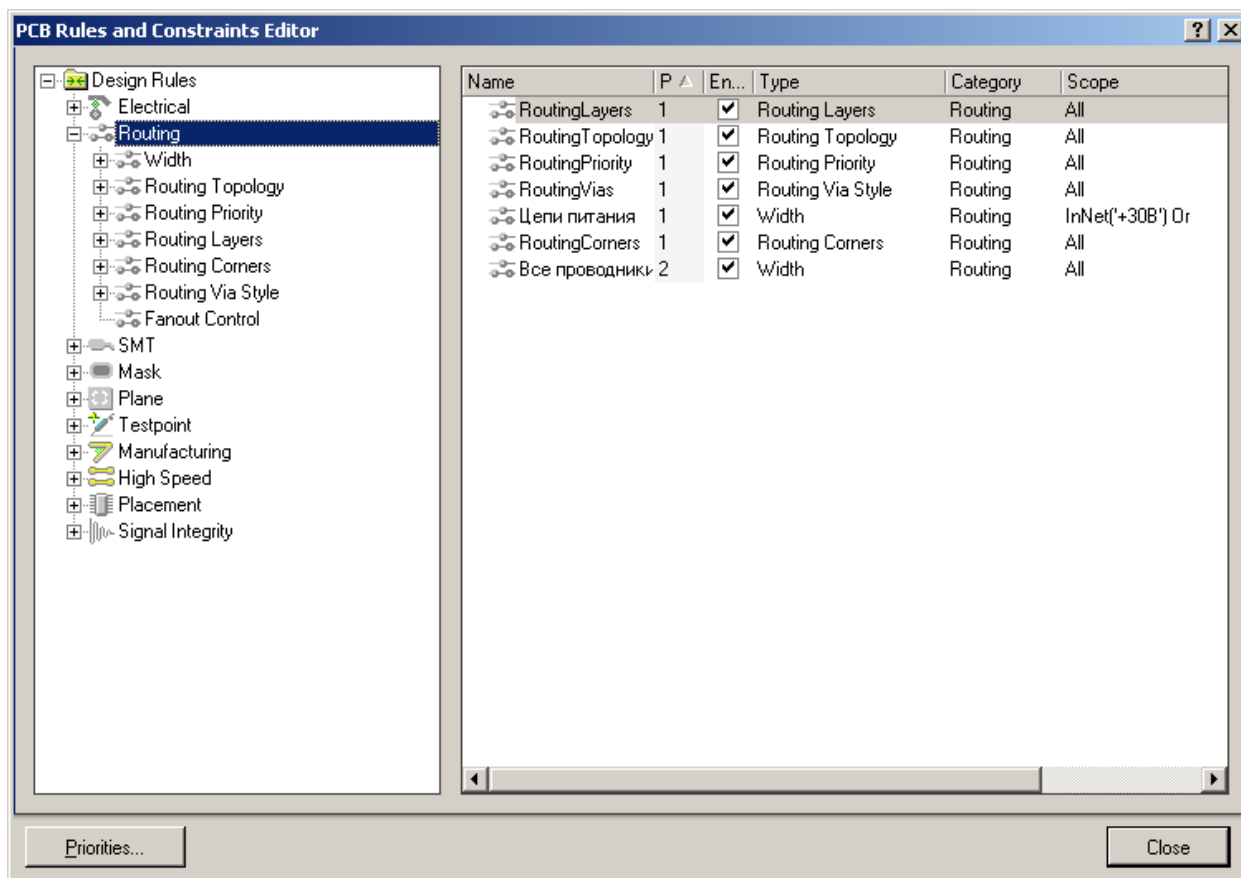 PCB Rules and Constraints Editor
Design Rules
Electrical
Routing
Width
Routing Topology
Routing Priority
Routing Layers
Routing Corners
Routing Via Style
Fanout Control
SMT
Mask
Plane
Testpoint
Manufacturing
High Speed
Placement
Signal Integrity
Name P En... Type Category Scope
RoutingLayers 1 Routing Layers Routing All
RoutingTopology 1 Routing Topology Routing All
RoutingPriority 1 Routing Priority Routing All
RoutingVias 1 Routing Via Style Routing All
Цепи питания 1 Width Routing InNet('+30В') Or
RoutingCorners 1 Routing Corners Routing All
Все проводники 2 Width Routing All
Priorities...
Close